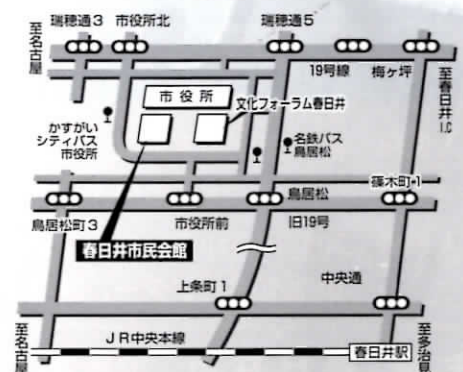 瑞穂通3
市役所北
瑞穂通5
至名古屋
19号線
梅ヶ坪
至春日井I.C
市役所
文化フォーラム春日井
かすがい
シティバス
市役所
名鉄バス
鳥居松
篠木町1
鳥居松
鳥居松町3
市役所前
旧19号
春日井市民会館
上条町1
中央通
至名古屋
JR中央本線
春日井駅
至多治見